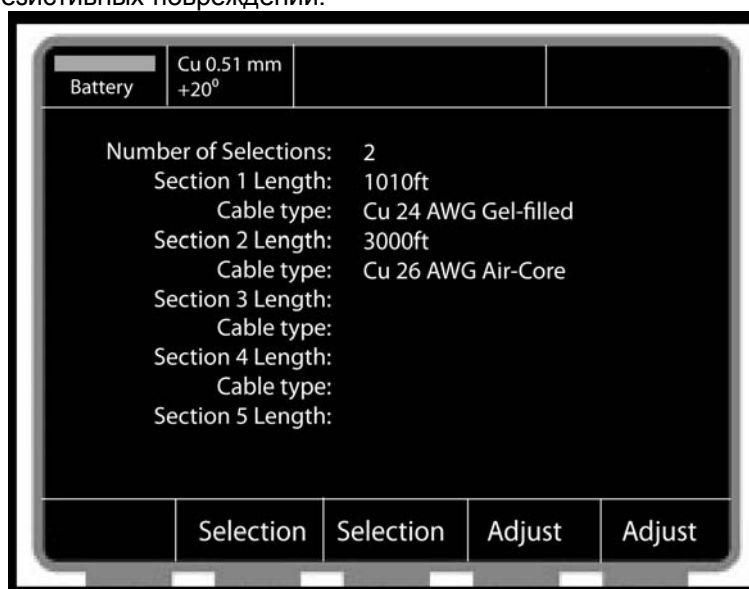 повреждений.
Cu 0.51 mm
Battery +20⁰
Number of Selections: 2
Section 1 Length: 1010ft
Cable type: Cu 24 AWG Gel-filled
Section 2 Length: 3000ft
Cable type: Cu 26 AWG Air-Core
Section 3 Length:
Cable type:
Section 4 Length:
Cable type:
Section 5 Length:
Selection Selection Adjust Adjust